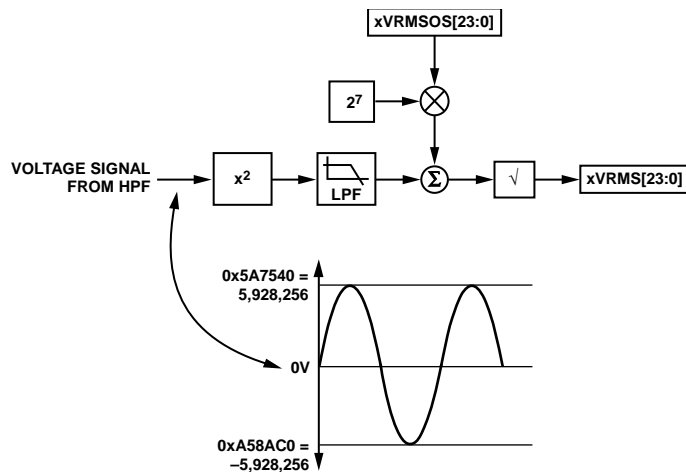 xVRMSOS[23:0]
2⁷
VOLTAGE SIGNAL
FROM HPF
x²
LPF
Σ
√
xVRMS[23:0]
0x5A7540 =
5,928,256
0V
0xA58AC0 =
–5,928,256